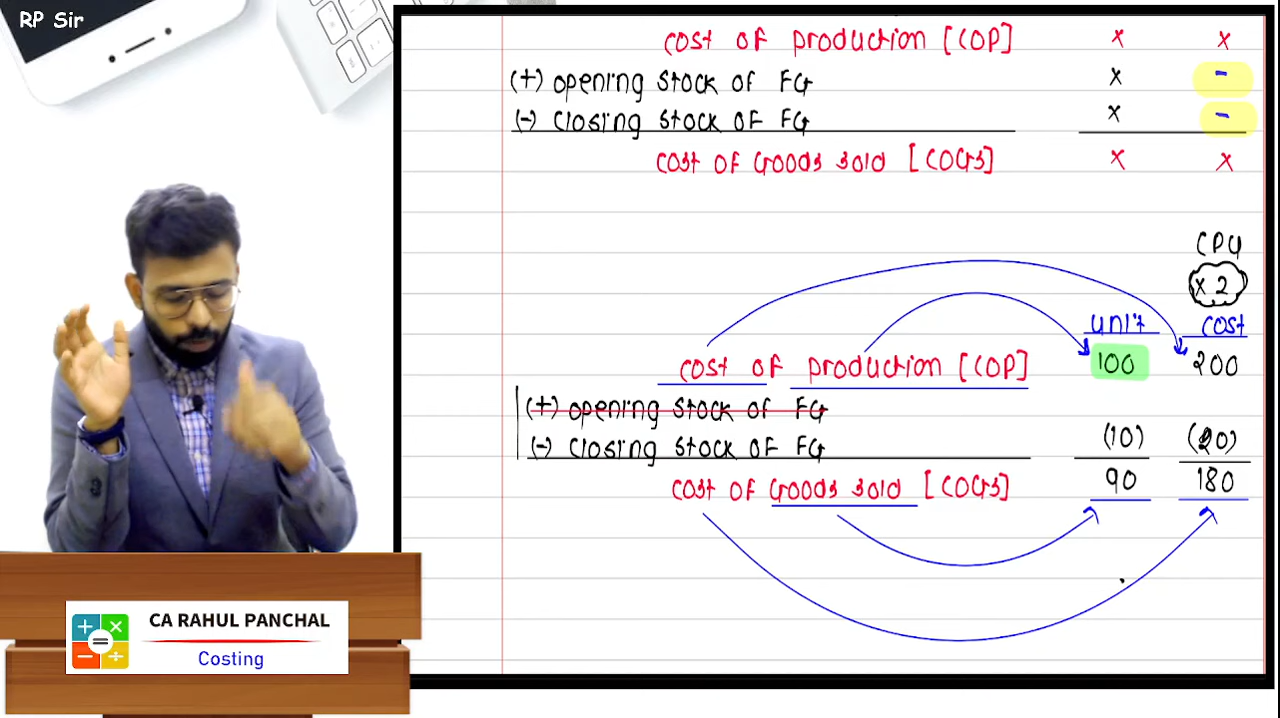 RP Sir
cost of production [COP] x x
(+) opening stock of FG x -
(-) closing stock of FG x -
cost of Goods sold [COGS] x x
CPU
x 2
unit cost
cost of production [COP] 100 200
(+) opening stock of FG
(-) closing stock of FG (10) (20)
cost of Goods sold [COGS] 90 180
CA RAHUL PANCHAL
Costing